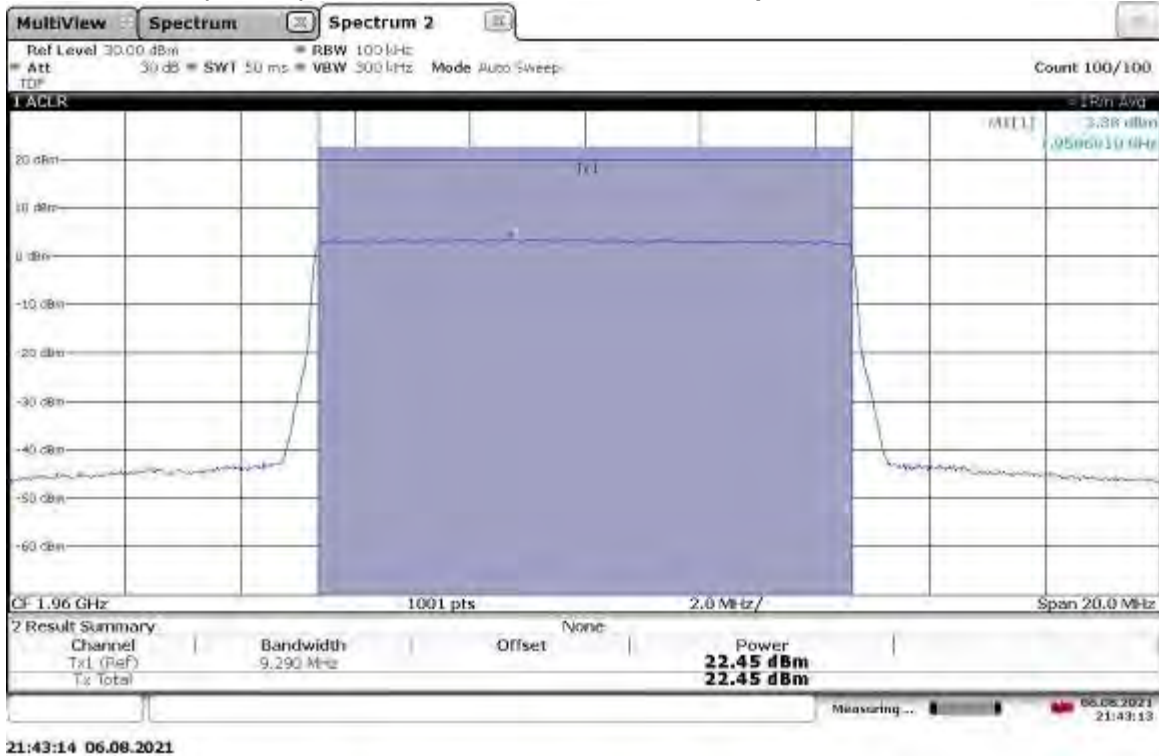 MultiView Spectrum Spectrum 2
Ref Level 30.00 dBm RBW 100 kHz
Att 30 dB SWT 50 ms VBW 300 kHz Mode Auto Sweep Count 100/100
TDF
1 ACLR 1Rm Avg
M1[1] 3.38 dBm
20 dBm
Tx1
10 dBm
0 dBm
-10 dBm
-20 dBm
-30 dBm
-40 dBm
-50 dBm
-60 dBm
CF 1.96 GHz 1001 pts 2.0 MHz/ Span 20.0 MHz
2 Result Summary None
Channel Bandwidth Offset Power
Tx1 (Ref) 9.290 MHz 22.45 dBm
Tx Total 22.45 dBm
Measuring... 06.08.2021
21:43:13
21:43:14 06.08.2021